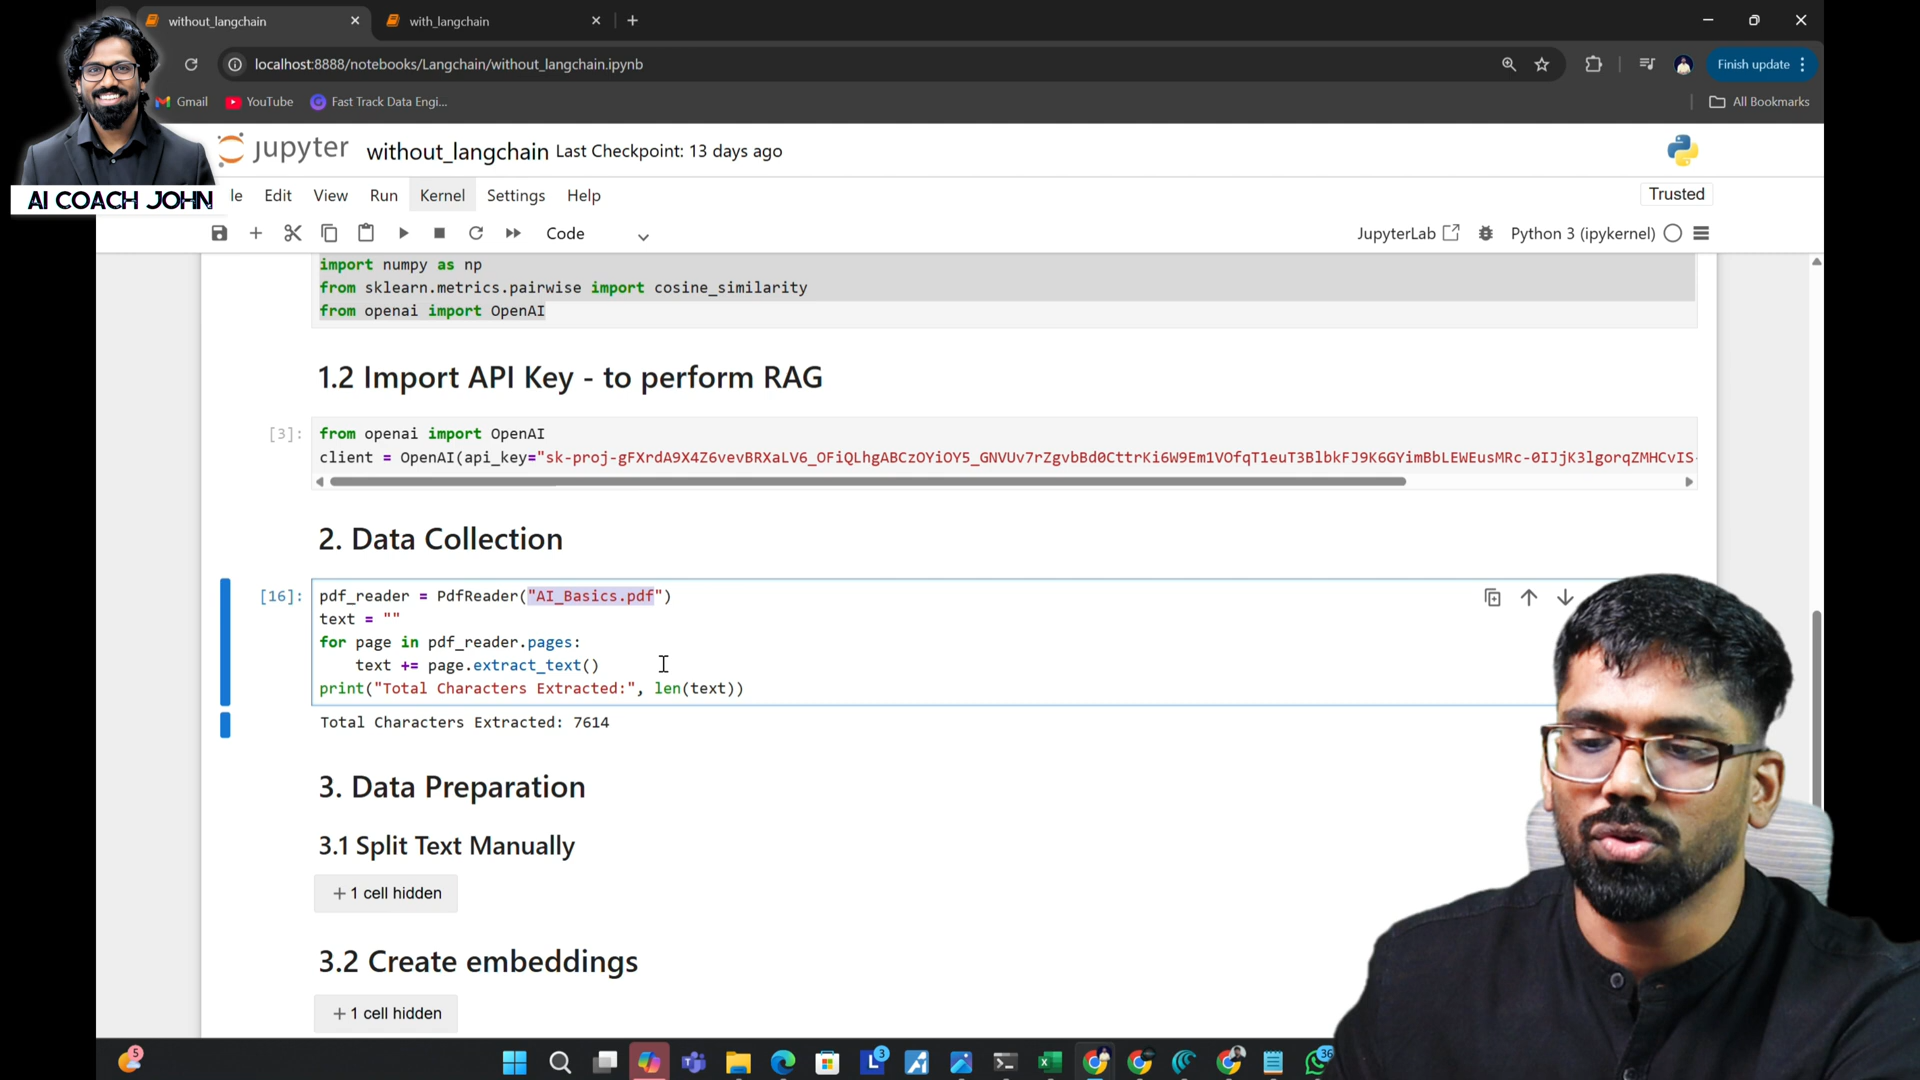 without_langchain
with_langchain
localhost:8888/notebooks/Langchain/without_langchain.ipynb
Finish update
Gmail
YouTube
Fast Track Data Engi...
All Bookmarks
jupyter
without_langchain Last Checkpoint: 13 days ago
AI COACH JOHN
le
Edit
View
Run
Kernel
Settings
Help
Trusted
Code
JupyterLab
Python 3 (ipykernel)
import numpy as np
from sklearn.metrics.pairwise import cosine_similarity
from openai import OpenAI
1.2 Import API Key - to perform RAG
[3]:
from openai import OpenAI
client = OpenAI(api_key="
2. Data Collection
[16]:
pdf_reader = PdfReader("AI_Basics.pdf")
text = ""
for page in pdf_reader.pages:
text += page.extract_text()
print("Total Characters Extracted:", len(text))
Total Characters Extracted: 7614
3. Data Preparation
3.1 Split Text Manually
+ 1 cell hidden
3.2 Create embeddings
+ 1 cell hidden
5
3
36